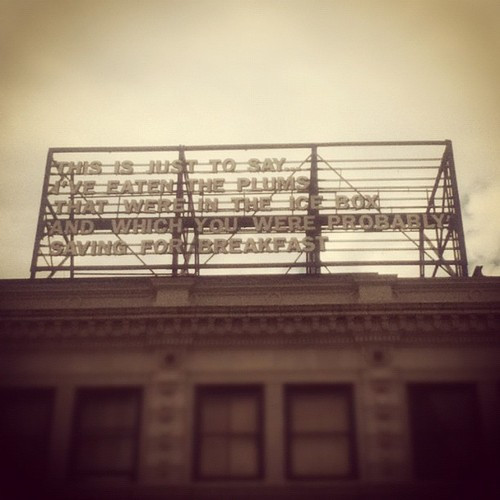 THIS IS JUST TO SAY
I'VE EATEN THE PLUMS
THAT WERE IN THE ICE BOX
AND WHICH YOU WERE PROBABLY
SAVING FOR BREAKFAST